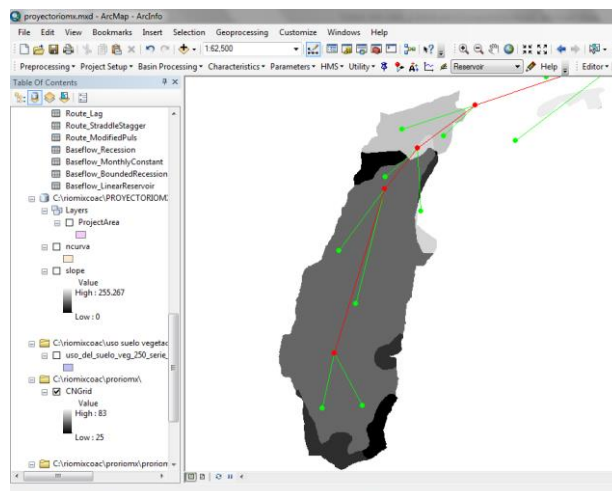 proyectoriomx.mxd - ArcMap - ArcInfo
File Edit View Bookmarks Insert Selection Geoprocessing Customize Windows Help
1:62,500
Preprocessing Project Setup Basin Processing Characteristics Parameters HMS Utility Reservoir Help Editor
Table Of Contents
Route_Lag
Route_StraddleStagger
Route_ModifiedPuls
Baseflow_Recession
Baseflow_MonthlyConstant
Baseflow_BoundedRecession
Baseflow_LinearReservoir
C:\riomixcoac\PROYECTORIOMX
Layers
ProjectArea
ncurva
slope
Value
High : 255.267
Low : 0
C:\riomixcoac\uso suelo vegetac
uso_del_suelo_veg_250_serie_
C:\riomixcoac\proriomx\
CNGrid
Value
High : 83
Low : 25
C:\riomixcoac\proriomx\prorion